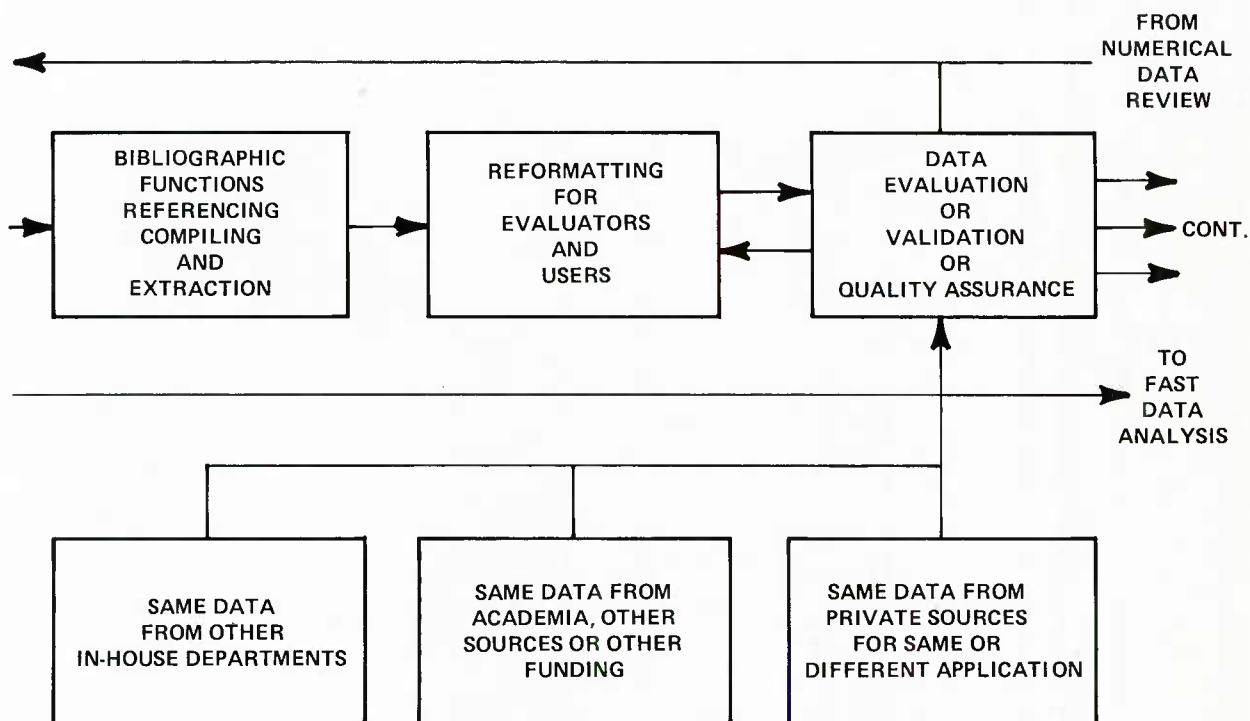 FROM
NUMERICAL
DATA
REVIEW
BIBLIOGRAPHIC
FUNCTIONS
REFERENCING
COMPILING
AND
EXTRACTION
REFORMATTING
FOR
EVALUATORS
AND
USERS
DATA
EVALUATION
OR
VALIDATION
OR
QUALITY ASSURANCE
CONT.
TO
FAST
DATA
ANALYSIS
SAME DATA
FROM OTHER
IN-HOUSE DEPARTMENTS
SAME DATA FROM
ACADEMIA, OTHER
SOURCES OR OTHER
FUNDING
SAME DATA FROM
PRIVATE SOURCES
FOR SAME OR
DIFFERENT APPLICATION